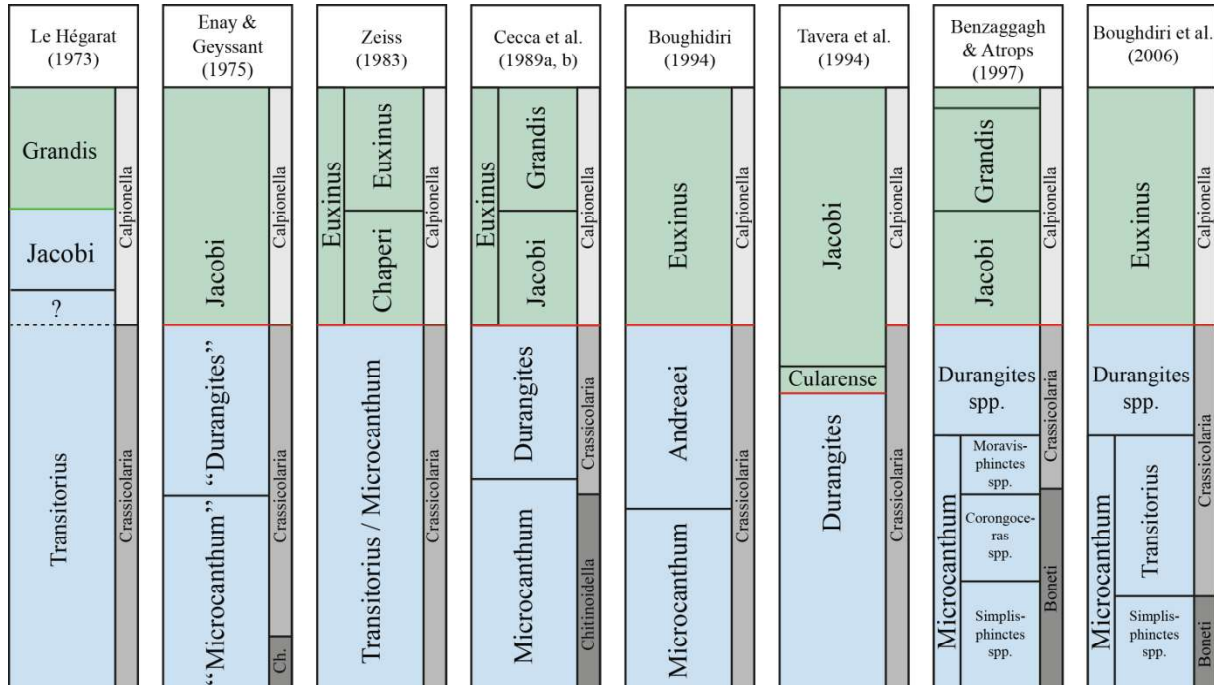 Le Hégarat
(1973)
Grandis
Jacobi
?
Transitorius
Calpionella
Crassicolaria
Enay &
Geyssant
(1975)
Jacobi
“Durangites”
“Microcanthum”
Calpionella
Crassicolaria
Ch.
Zeiss
(1983)
Euxinus
Euxinus
Chaperi
Transitorius / Microcanthum
Calpionella
Crassicolaria
Cecca et al.
(1989a, b)
Euxinus
Grandis
Jacobi
Durangites
Microcanthum
Calpionella
Crassicolaria
Chitinoidella
Boughidiri
(1994)
Euxinus
Andreaei
Microcanthum
Calpionella
Crassicolaria
Tavera et al.
(1994)
Jacobi
Cularense
Durangites
Calpionella
Crassicolaria
Benzaggagh
& Atrops
(1997)
Grandis
Jacobi
Durangites
spp.
Microcanthum
Moravis-
phinctes
spp.
Corongoce-
ras
spp.
Simplis-
phinctes
spp.
Calpionella
Crassicolaria
Boneti
Boughdiri et al.
(2006)
Euxinus
Durangites
spp.
Microcanthum
Transitorius
Simplis-
phinctes
spp.
Calpionella
Crassicolaria
Boneti